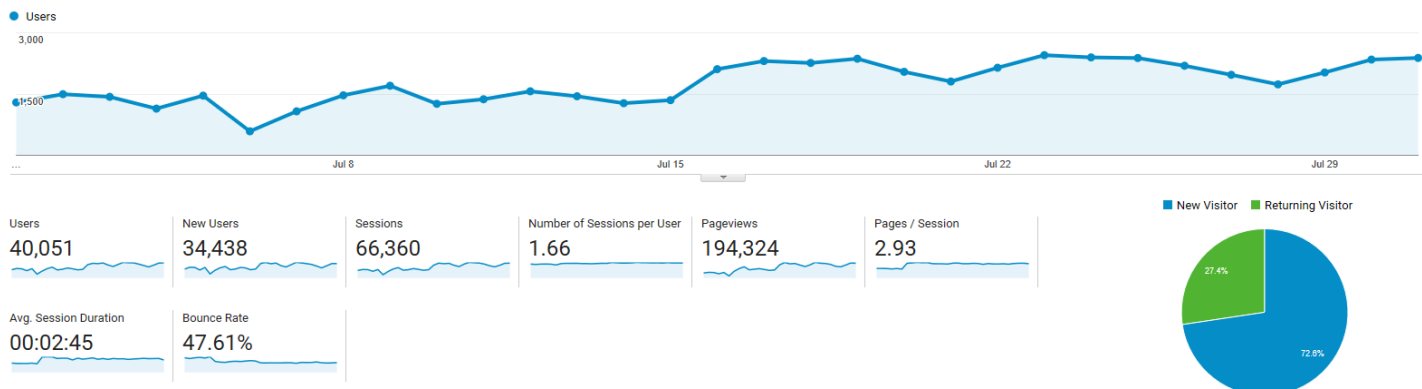 Users
3,000
1,500
... Jul 8 Jul 15 Jul 22 Jul 29
New Visitor Returning Visitor
Users New Users Sessions Number of Sessions per User Pageviews Pages / Session
40,051 34,438 66,360 1.66 194,324 2.93
27.4%
72.6%
Avg. Session Duration Bounce Rate
00:02:45 47.61%